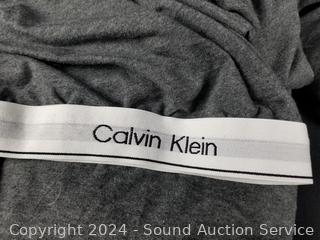 Calvin Klein
Copyright 2024 - Sound Auction Service